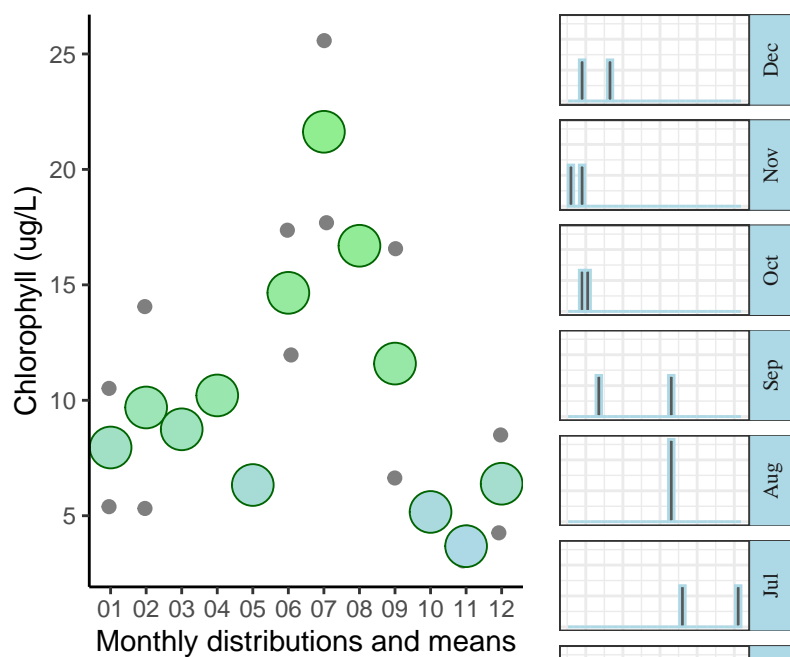 Chlorophyll (ug/L)
25
20
15
10
5
01 02 03 04 05 06 07 08 09 10 11 12
Monthly distributions and means
Dec
Nov
Oct
Sep
Aug
Jul